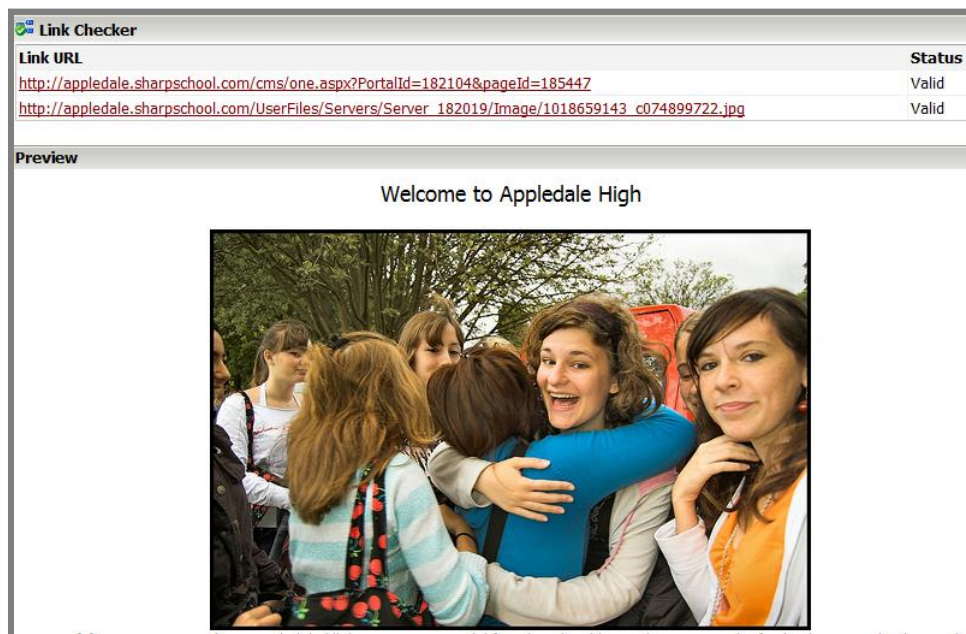 Link Checker
Link URL Status
http://appledale.sharpschool.com/cms/one.aspx?PortalId=182104&pageId=185447 Valid
http://appledale.sharpschool.com/UserFiles/Servers/Server_182019/Image/1018659143_c074899722.jpg Valid
Preview
Welcome to Appledale High